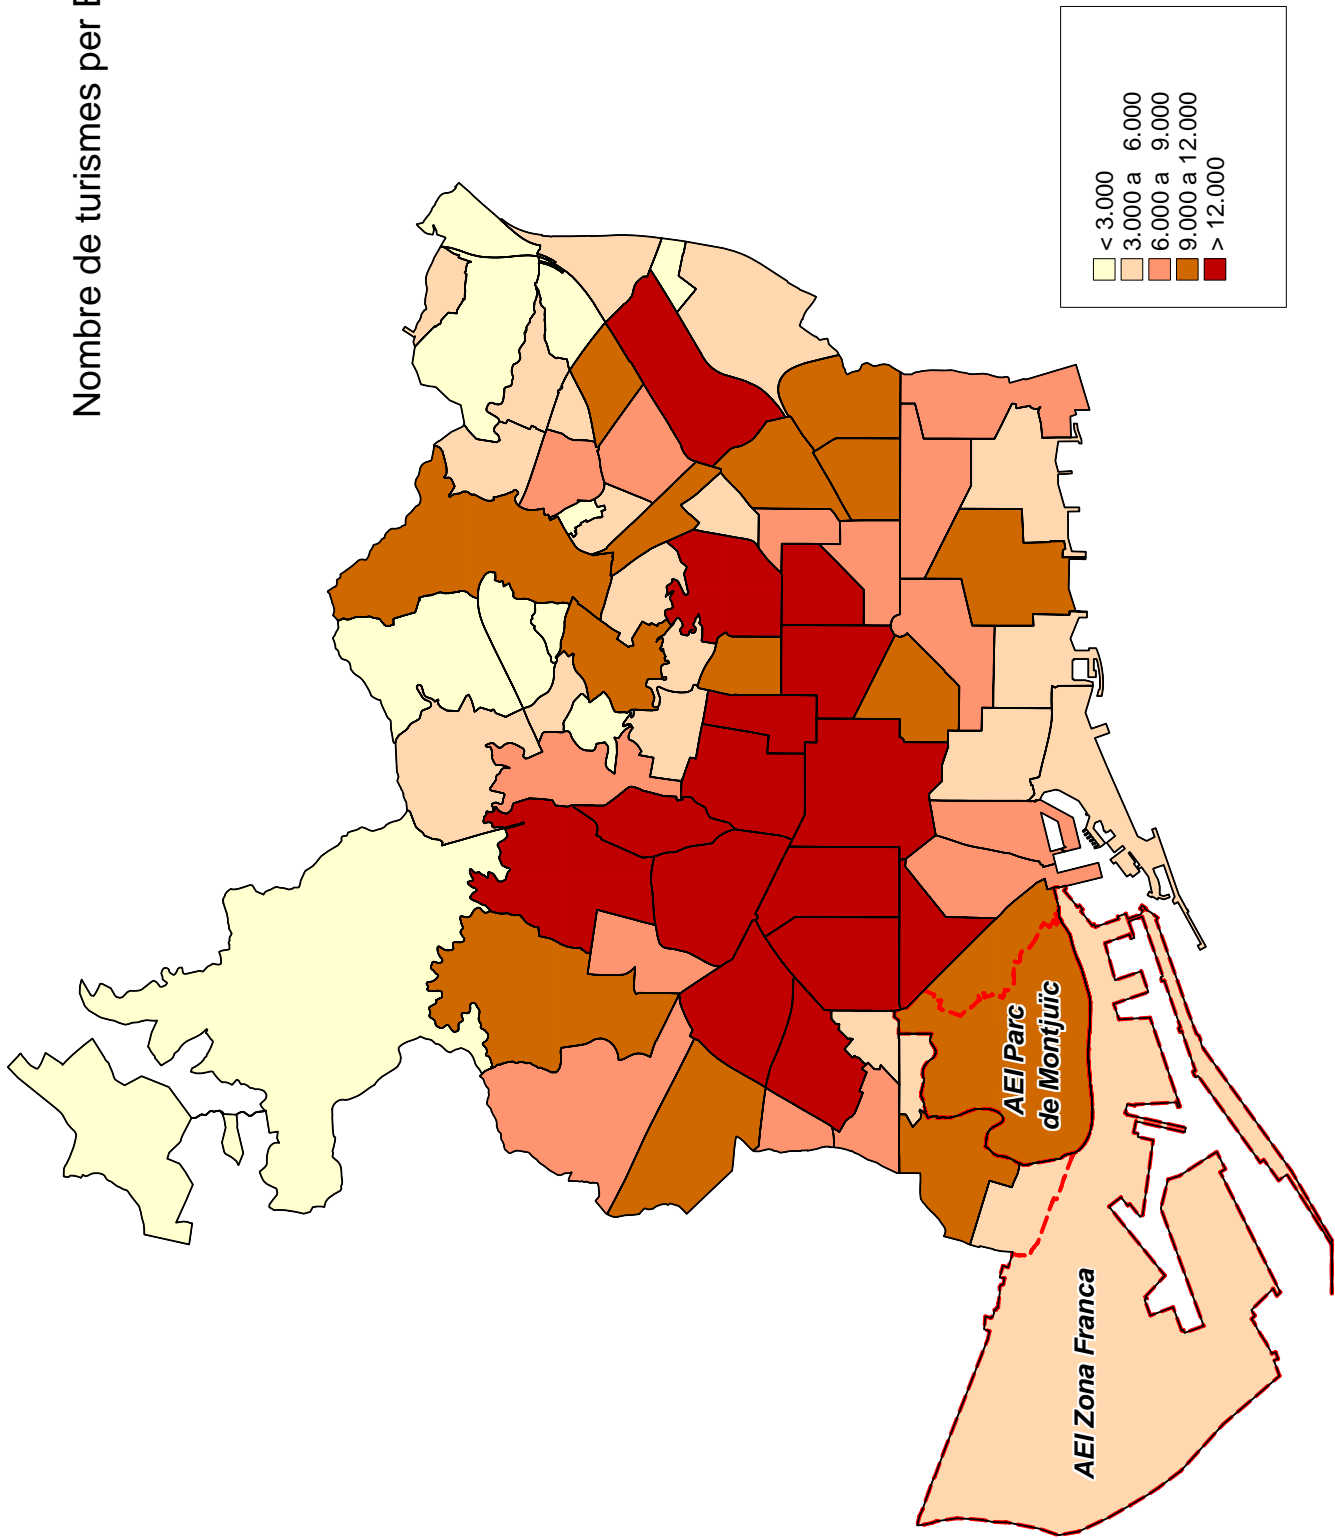 Nombre de turismes per
< 3.000
3.000 a 6.000
6.000 a 9.000
9.000 a 12.000
> 12.000
AEI Parc
de Montjuïc
AEI Zona Franca